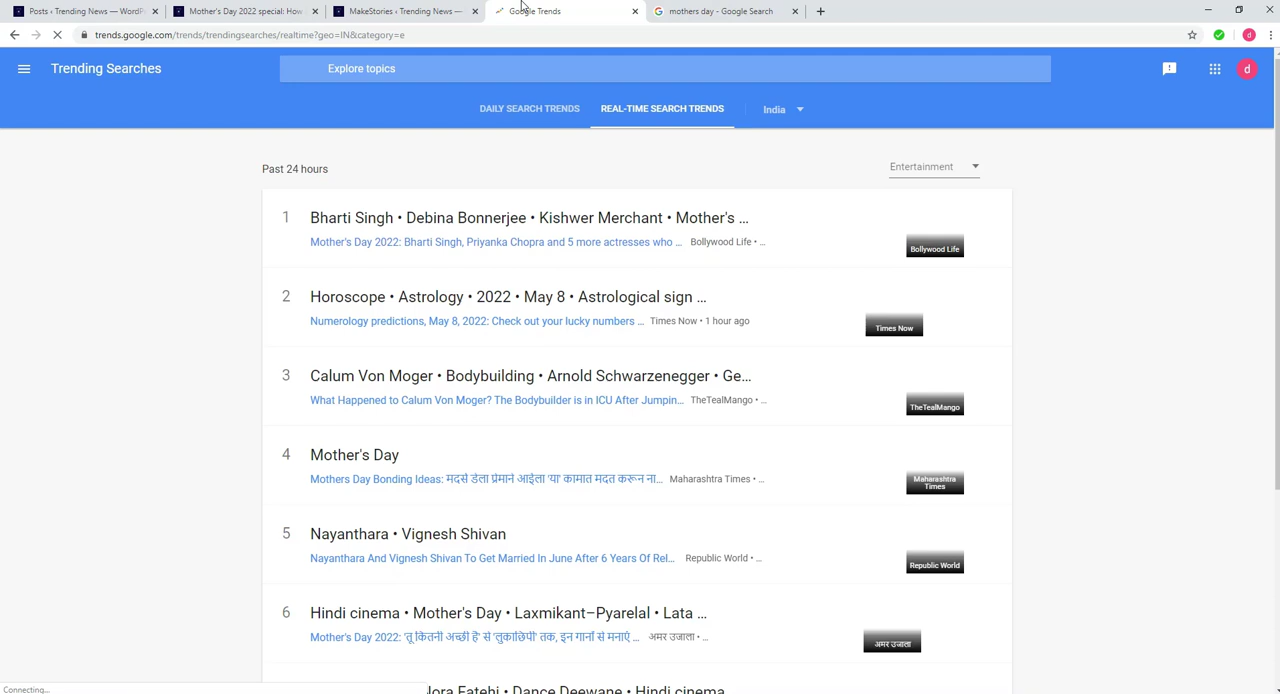 Posts ‹ Trending News — WordP
Mother's Day 2022 special: How
MakeStories ‹ Trending News —
Google Trends
mothers day - Google Search
trends.google.com/trends/trendingsearches/realtime?geo=IN&category=e
d
Trending Searches
Explore topics
d
DAILY SEARCH TRENDS
REAL-TIME SEARCH TRENDS
India
Past 24 hours
Entertainment
1 Bharti Singh • Debina Bonnerjee • Kishwer Merchant • Mother's ...
Mother's Day 2022: Bharti Singh, Priyanka Chopra and 5 more actresses who ... Bollywood Life • ...
Bollywood Life
2 Horoscope • Astrology • 2022 • May 8 • Astrological sign ...
Numerology predictions, May 8, 2022: Check out your lucky numbers ... Times Now • 1 hour ago
Times Now
3 Calum Von Moger • Bodybuilding • Arnold Schwarzenegger • Ge...
What Happened to Calum Von Moger? The Bodybuilder is in ICU After Jumpin... TheTealMango • ...
TheTealMango
4 Mother's Day
Mothers Day Bonding Ideas: मदर्स डेला प्रेमाने आईला 'या' कामात मदत करून ना... Maharashtra Times • ...
Maharashtra
Times
5 Nayanthara • Vignesh Shivan
Nayanthara And Vignesh Shivan To Get Married In June After 6 Years Of Rel... Republic World • ...
Republic World
6 Hindi cinema • Mother's Day • Laxmikant–Pyarelal • Lata ...
Mother's Day 2022: 'तू कितनी अच्छी है' से 'लुकाछिपी' तक, इन गानों से मनाएं ... अमर उजाला • ...
अमर उजाला
Fatehi • Dance Deewane • Hindi cinema
Connecting...